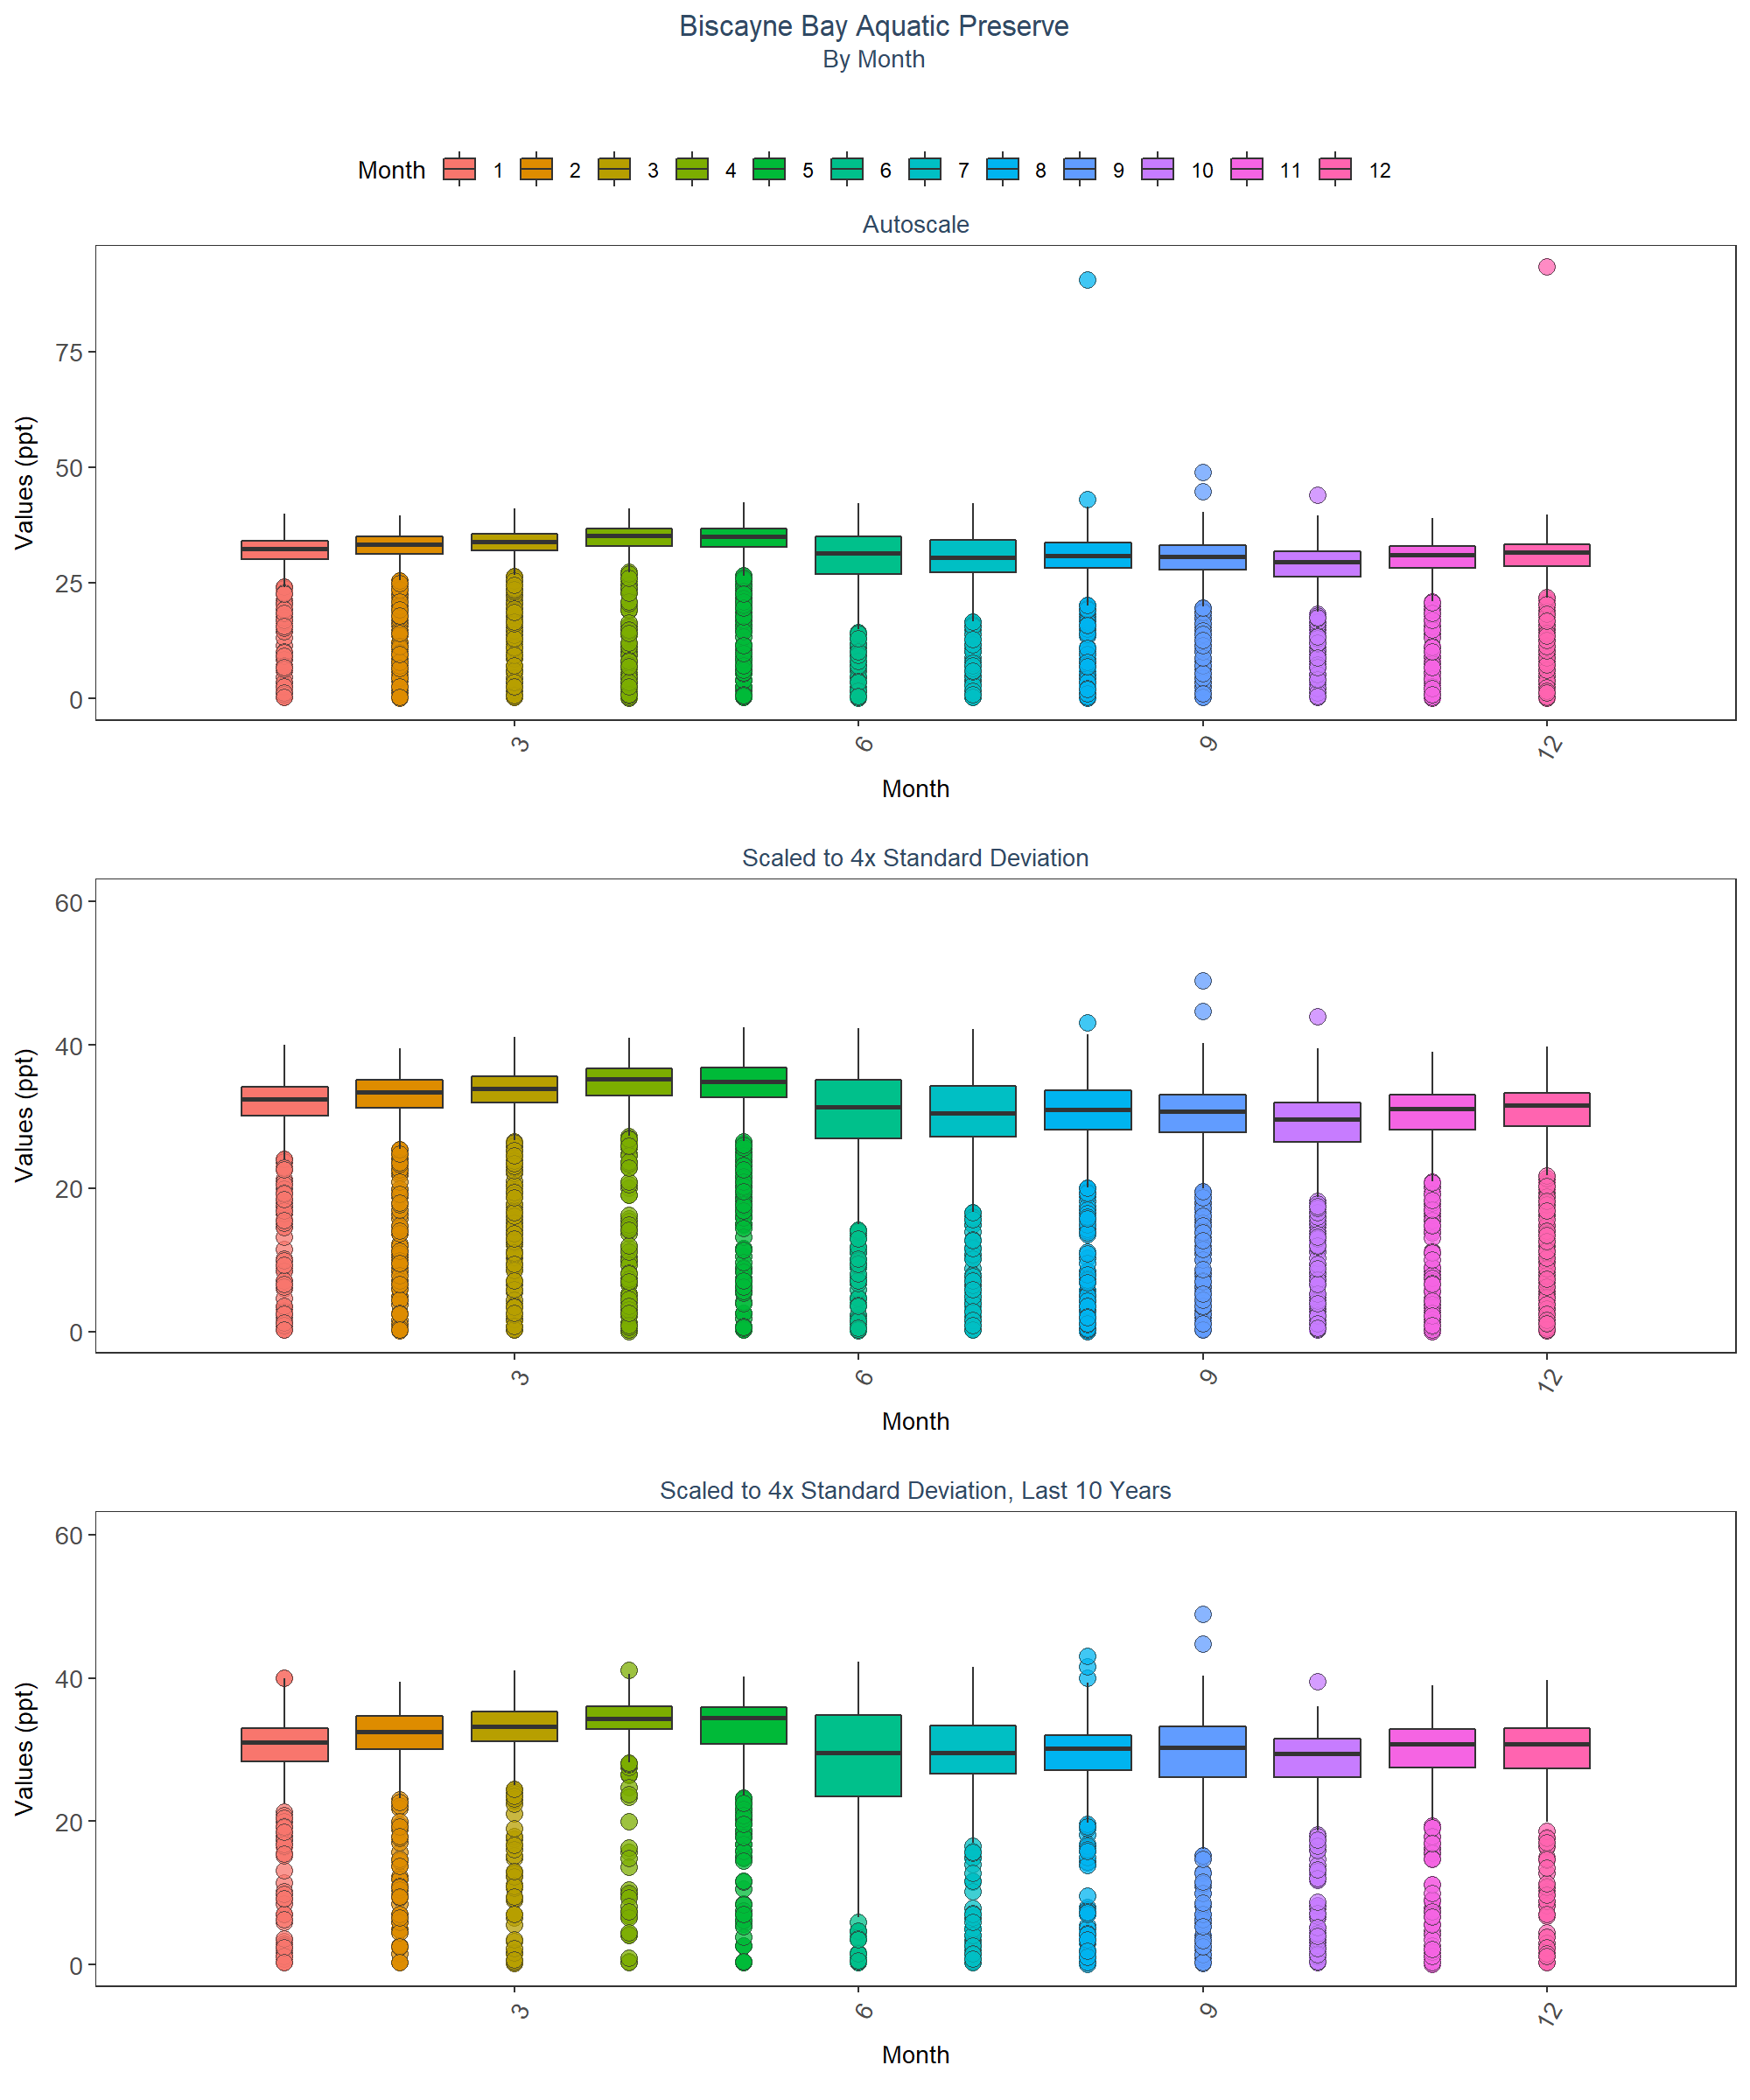 Biscayne Bay Aquatic Preserve
By Month
Month 1 2 3 4 5 6 7 8 9 10 11 12
Autoscale
Values (ppt)
75
50
25
0
3 6 9 12
Month
Scaled to 4x Standard Deviation
Values (ppt)
60
40
20
0
3 6 9 12
Month
Scaled to 4x Standard Deviation, Last 10 Years
Values (ppt)
60
40
20
0
3 6 9 12
Month